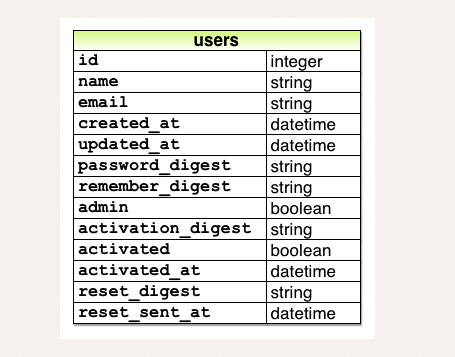 users
id integer
name string
email string
created_at datetime
updated_at datetime
password_digest string
remember_digest string
admin boolean
activation_digest string
activated boolean
activated_at datetime
reset_digest string
reset_sent_at datetime